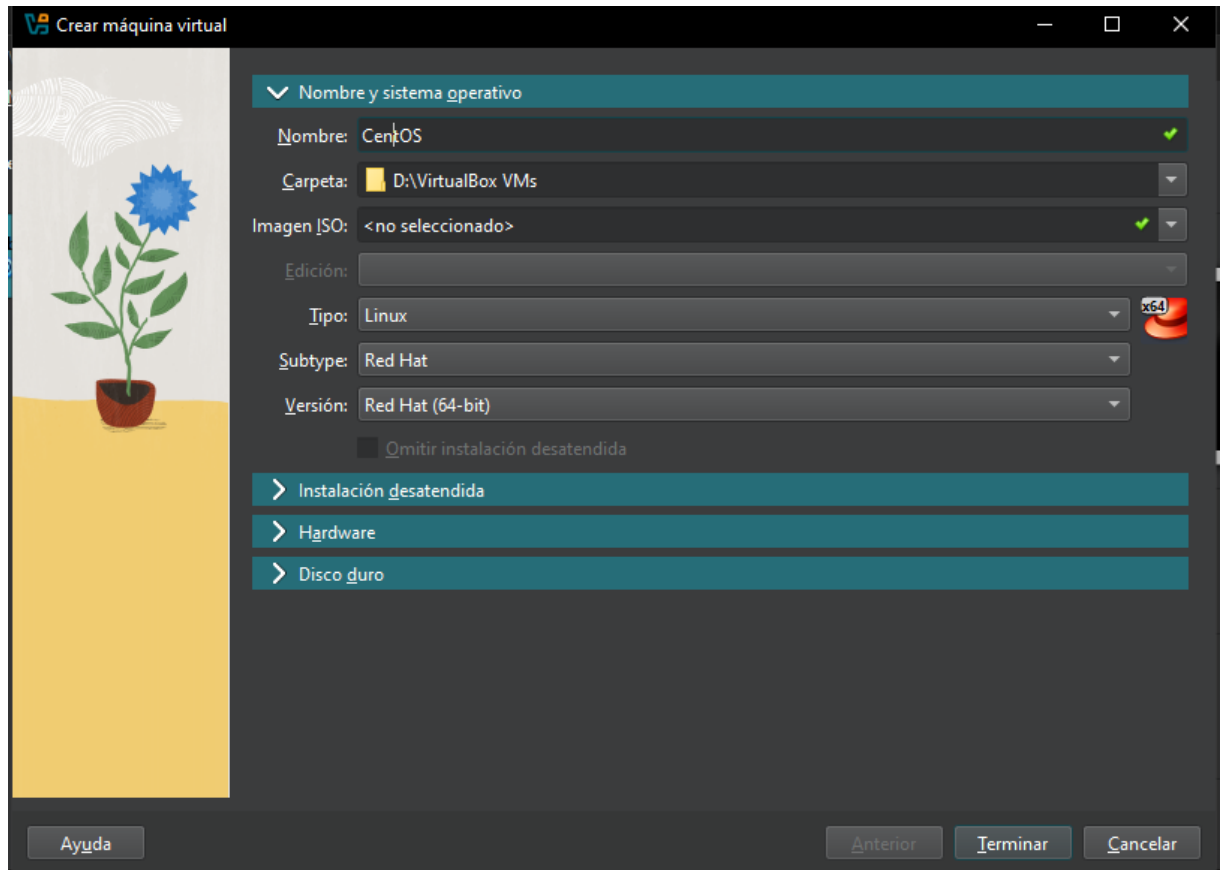 Crear máquina virtual
Nombre y sistema operativo
Nombre: CentOS
Carpeta: D:\VirtualBox VMs
Imagen ISO: <no seleccionado>
Edición:
Tipo: Linux
x64
Subtype: Red Hat
Versión: Red Hat (64-bit)
Omitir instalación desatendida
Instalación desatendida
Hardware
Disco duro
Ayuda Anterior Terminar Cancelar